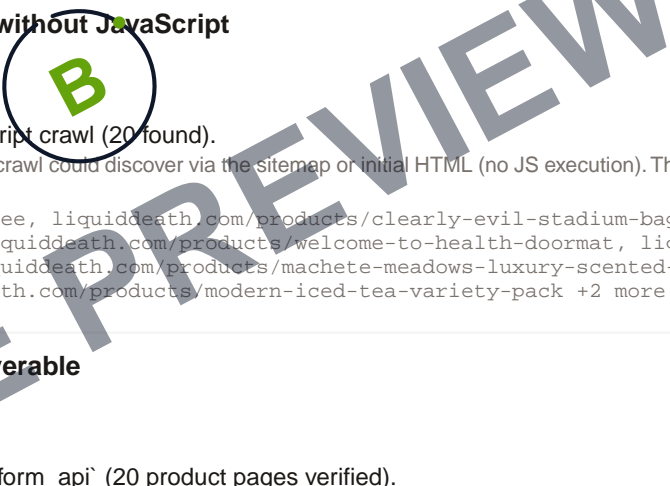 without JavaScript
B
ript crawl (20 found).
crawl could discover via the sitemap or initial HTML (no JS execution). Th
ee, liquiddeath.com/products/clearly-evil-stadium-bag
quiddeath.com/products/welcome-to-health-doormat, li
uiddeath.com/products/machete-meadows-luxury-scented-
th.com/products/modern-iced-tea-variety-pack +2 more
E PREVIEW
verable
form_api` (20 product pages verified).